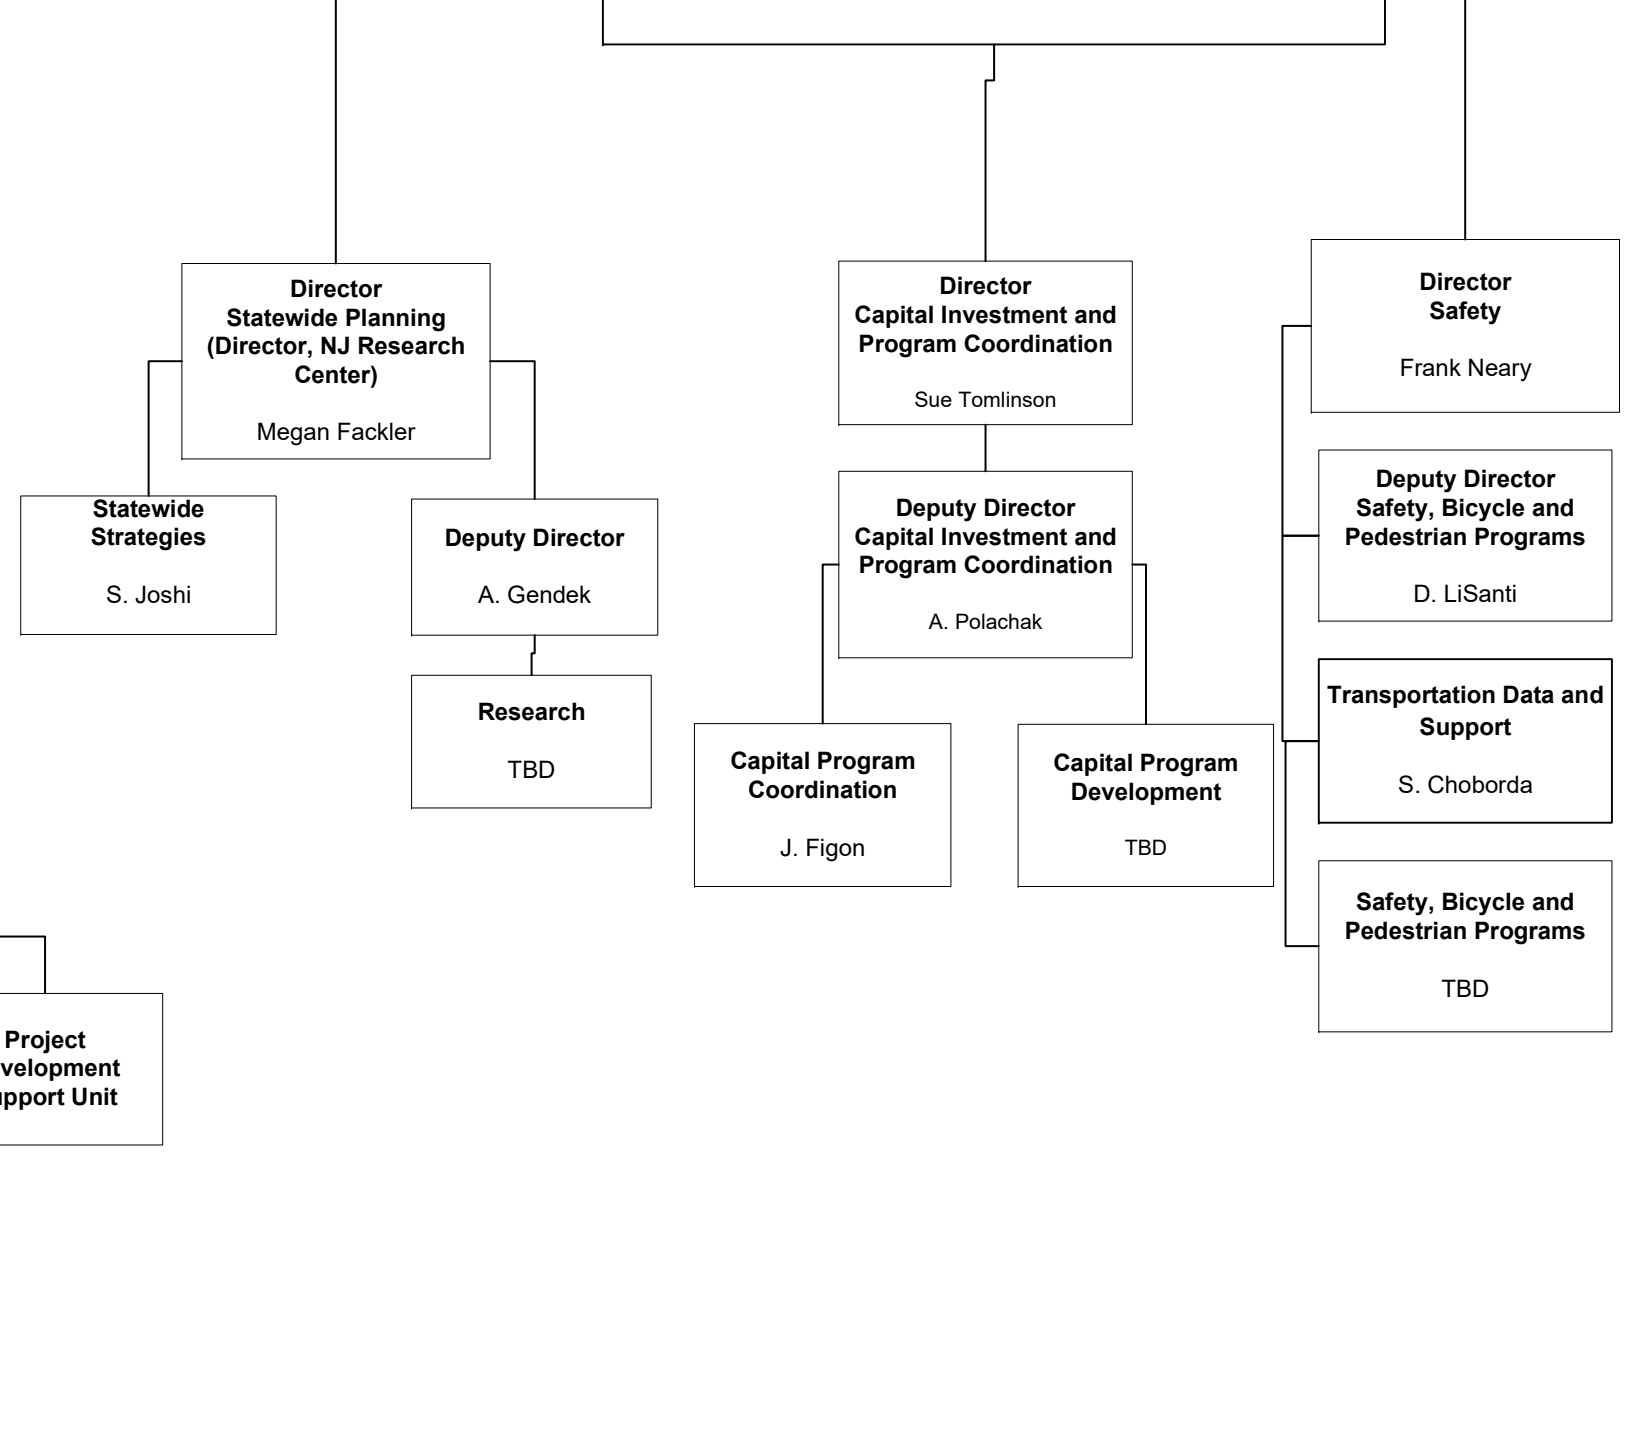 Director
Statewide Planning
(Director, NJ Research
Center)
Megan Fackler
Statewide
Strategies
S. Joshi
Deputy Director
A. Gendek
Research
TBD
Director
Capital Investment and
Program Coordination
Sue Tomlinson
Deputy Director
Capital Investment and
Program Coordination
A. Polachak
Capital Program
Coordination
J. Figon
Capital Program
Development
TBD
Director
Safety
Frank Neary
Deputy Director
Safety, Bicycle and
Pedestrian Programs
D. LiSanti
Transportation Data and
Support
S. Choborda
Safety, Bicycle and
Pedestrian Programs
TBD
Project
velopment
pport Unit